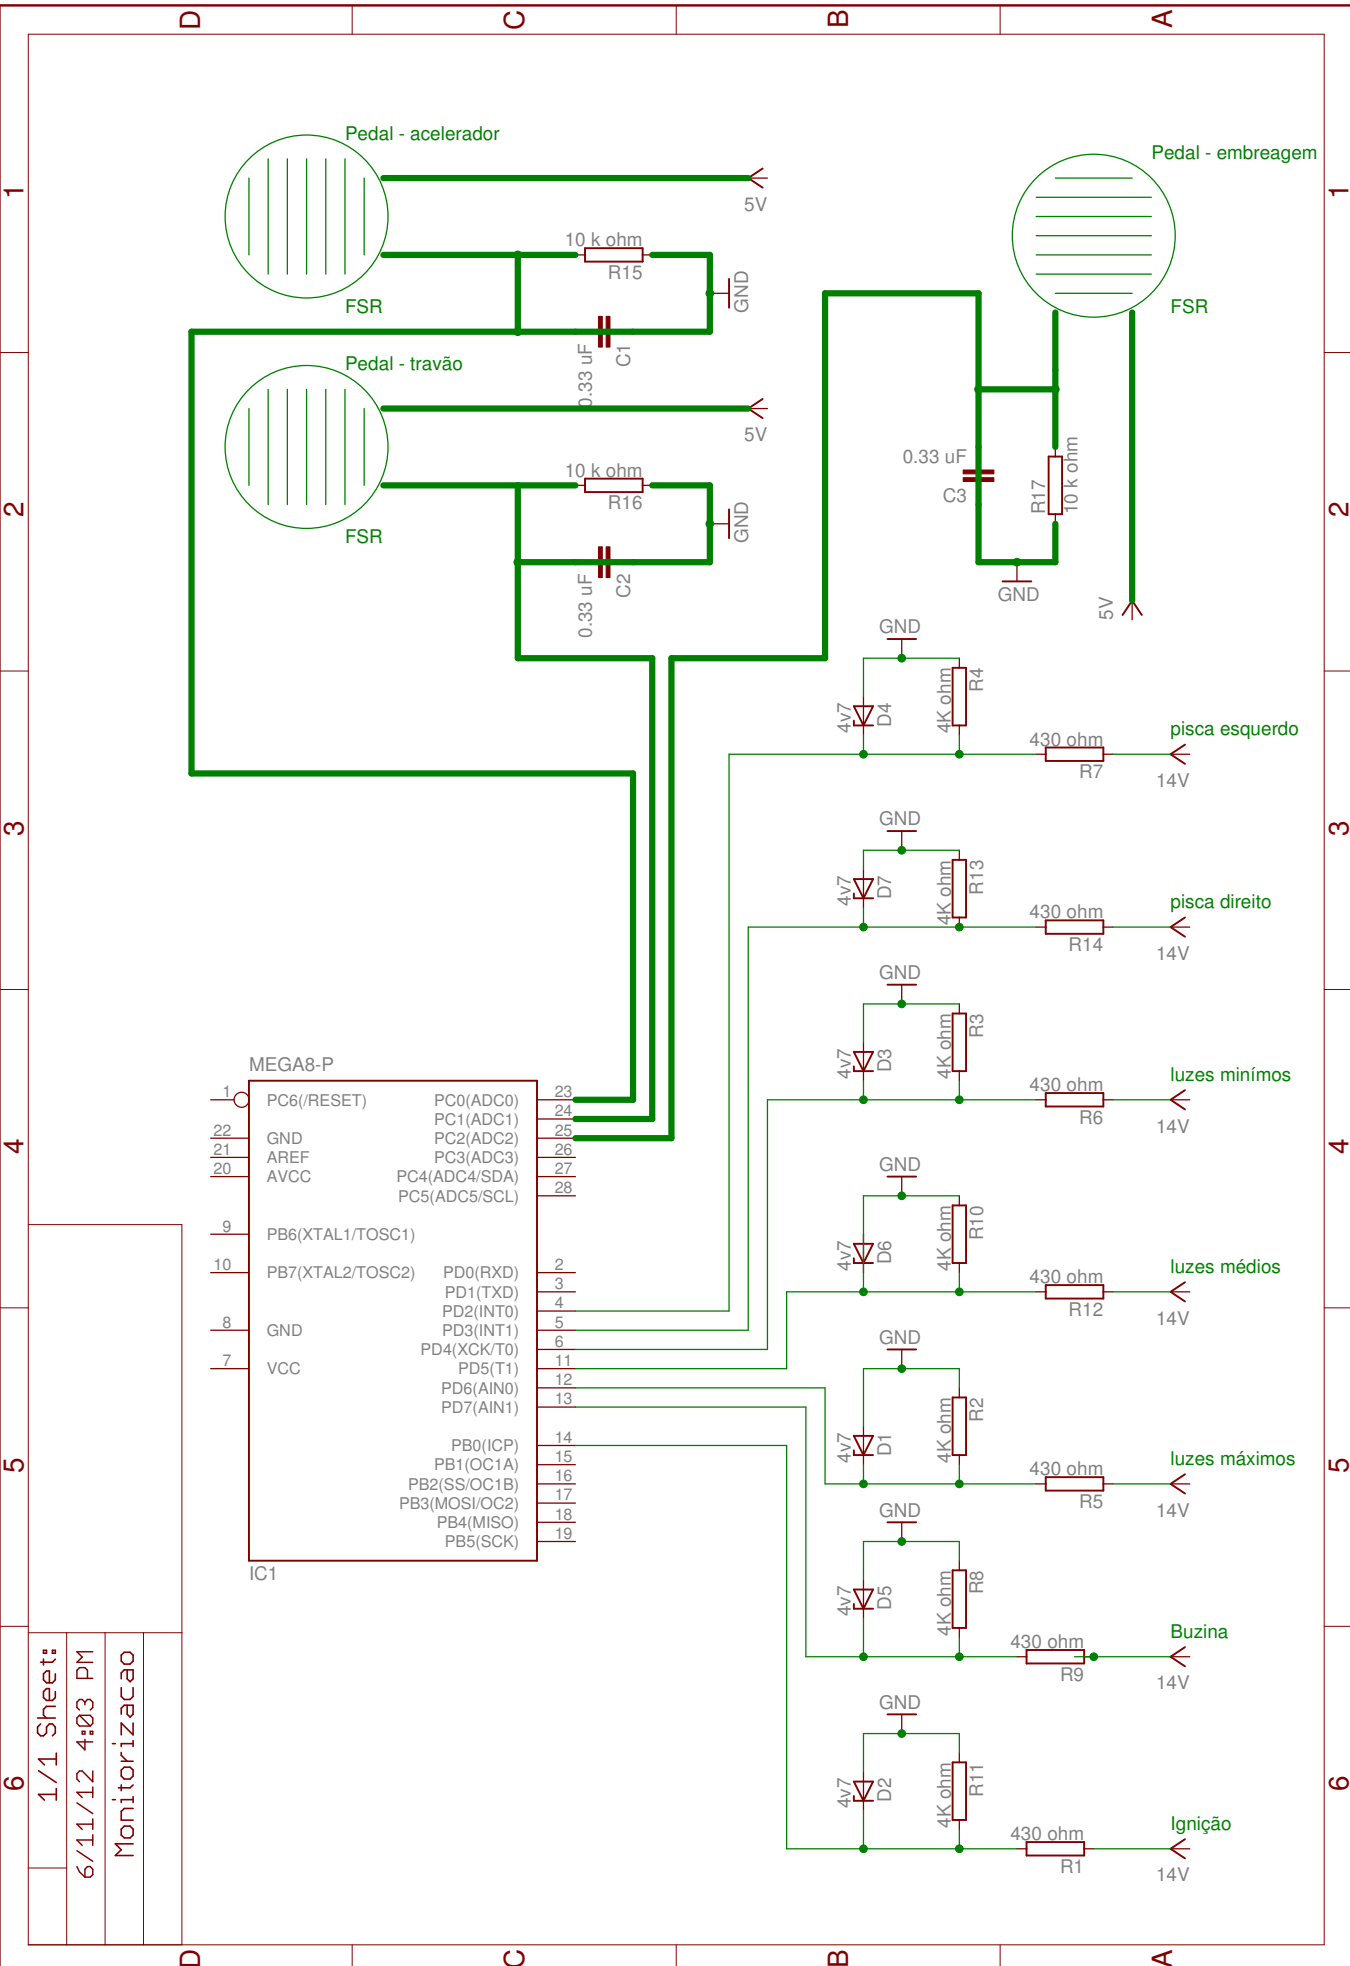 D
C
B
A
1
1
2
2
3
3
4
4
5
5
6
6
D
C
B
A
Pedal - acelerador
5V
10 k ohm
R15
GND
FSR
0.33 uF
C1
Pedal - travão
5V
10 k ohm
R16
GND
FSR
0.33 uF
C2
Pedal - embreagem
FSR
0.33 uF
C3
R17
10 k ohm
GND
5V
GND
4v7
D4
4K ohm
R4
430 ohm
R7
pisca esquerdo
14V
GND
4v7
D7
4K ohm
R13
430 ohm
R14
pisca direito
14V
GND
4v7
D3
4K ohm
R3
430 ohm
R6
luzes minímos
14V
GND
4v7
D6
4K ohm
R10
430 ohm
R12
luzes médios
14V
GND
4v7
D1
4K ohm
R2
430 ohm
R5
luzes máximos
14V
GND
4v7
D5
4K ohm
R8
430 ohm
R9
Buzina
14V
GND
4v7
D2
4K ohm
R11
430 ohm
R1
Ignição
14V
MEGA8-P
1 PC6(/RESET)
22 GND
21 AREF
20 AVCC
9 PB6(XTAL1/TOSC1)
10 PB7(XTAL2/TOSC2)
8 GND
7 VCC
PC0(ADC0) 23
PC1(ADC1) 24
PC2(ADC2) 25
PC3(ADC3) 26
PC4(ADC4/SDA) 27
PC5(ADC5/SCL) 28
PD0(RXD) 2
PD1(TXD) 3
PD2(INT0) 4
PD3(INT1) 5
PD4(XCK/T0) 6
PD5(T1) 11
PD6(AIN0) 12
PD7(AIN1) 13
PB0(ICP) 14
PB1(OC1A) 15
PB2(SS/OC1B) 16
PB3(MOSI/OC2) 17
PB4(MISO) 18
PB5(SCK) 19
IC1
1/1 Sheet:
6/11/12 4:03 PM
Monitorizacao